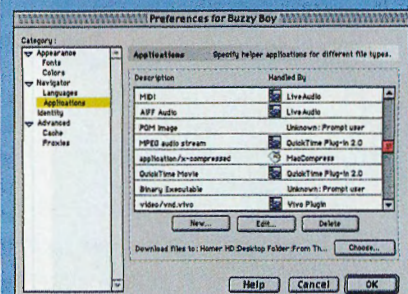 Preferences for Buzzy Boy
Category:
Appearance
Fonts
Colors
Navigator
Languages
Applications
Identity
Advanced
Cache
Proxies
Applications Specify helper applications for different file types.
Description Handled By
MIDI LiveAudio
AIFF Audio LiveAudio
PGM Image Unknown: Prompt user
MPEG audio stream QuickTime Plug-in 2.0
application/x-compressed MacCompress
QuickTime Movie QuickTime Plug-in 2.0
Binary Executable Unknown: Prompt user
video/vnd.vivo Vivo Plugin
New... Edit... Delete
Download files to: Homer HD:Desktop Folder:From Th... Choose...
Help Cancel OK